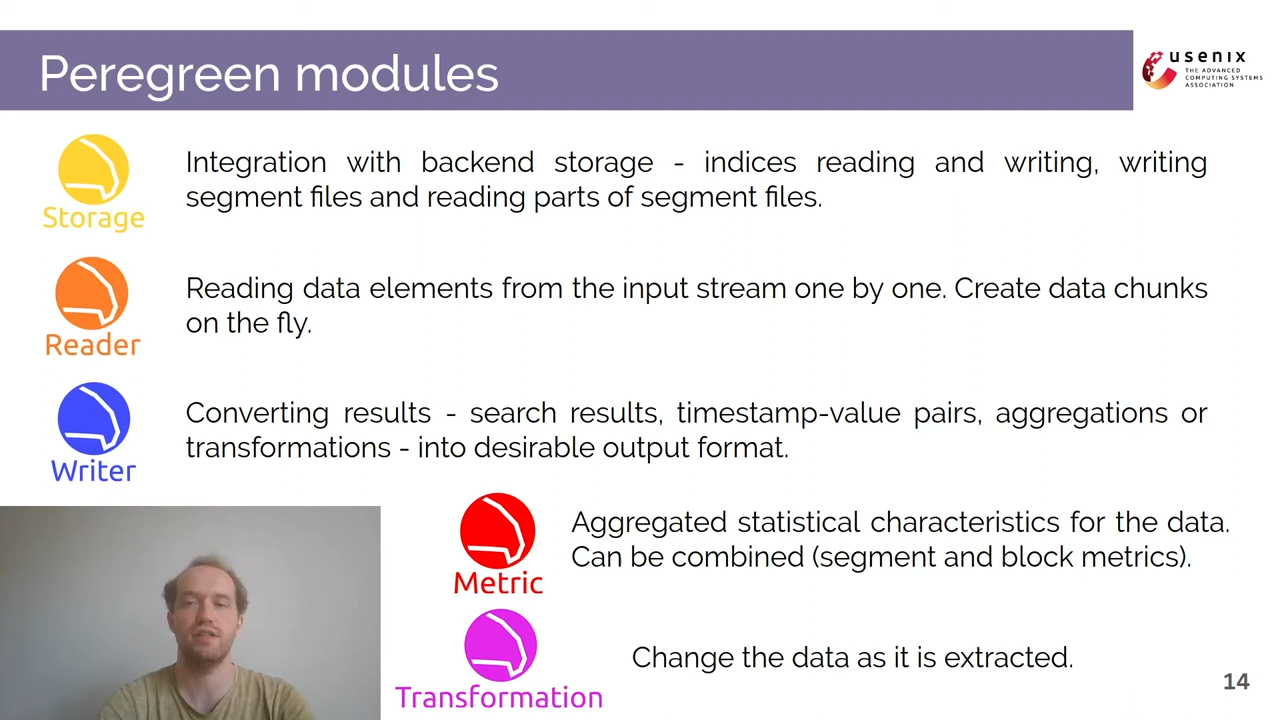 Peregreen modules
usenix
THE ADVANCED
COMPUTING SYSTEMS
ASSOCIATION
Integration with backend storage - indices reading and writing, writing
segment files and reading parts of segment files.
Storage
Reading data elements from the input stream one by one. Create data chunks
on the fly.
Reader
Converting results - search results, timestamp-value pairs, aggregations or
transformations - into desirable output format.
Writer
Aggregated statistical characteristics for the data.
Can be combined (segment and block metrics).
Metric
Change the data as it is extracted.
Transformation
14